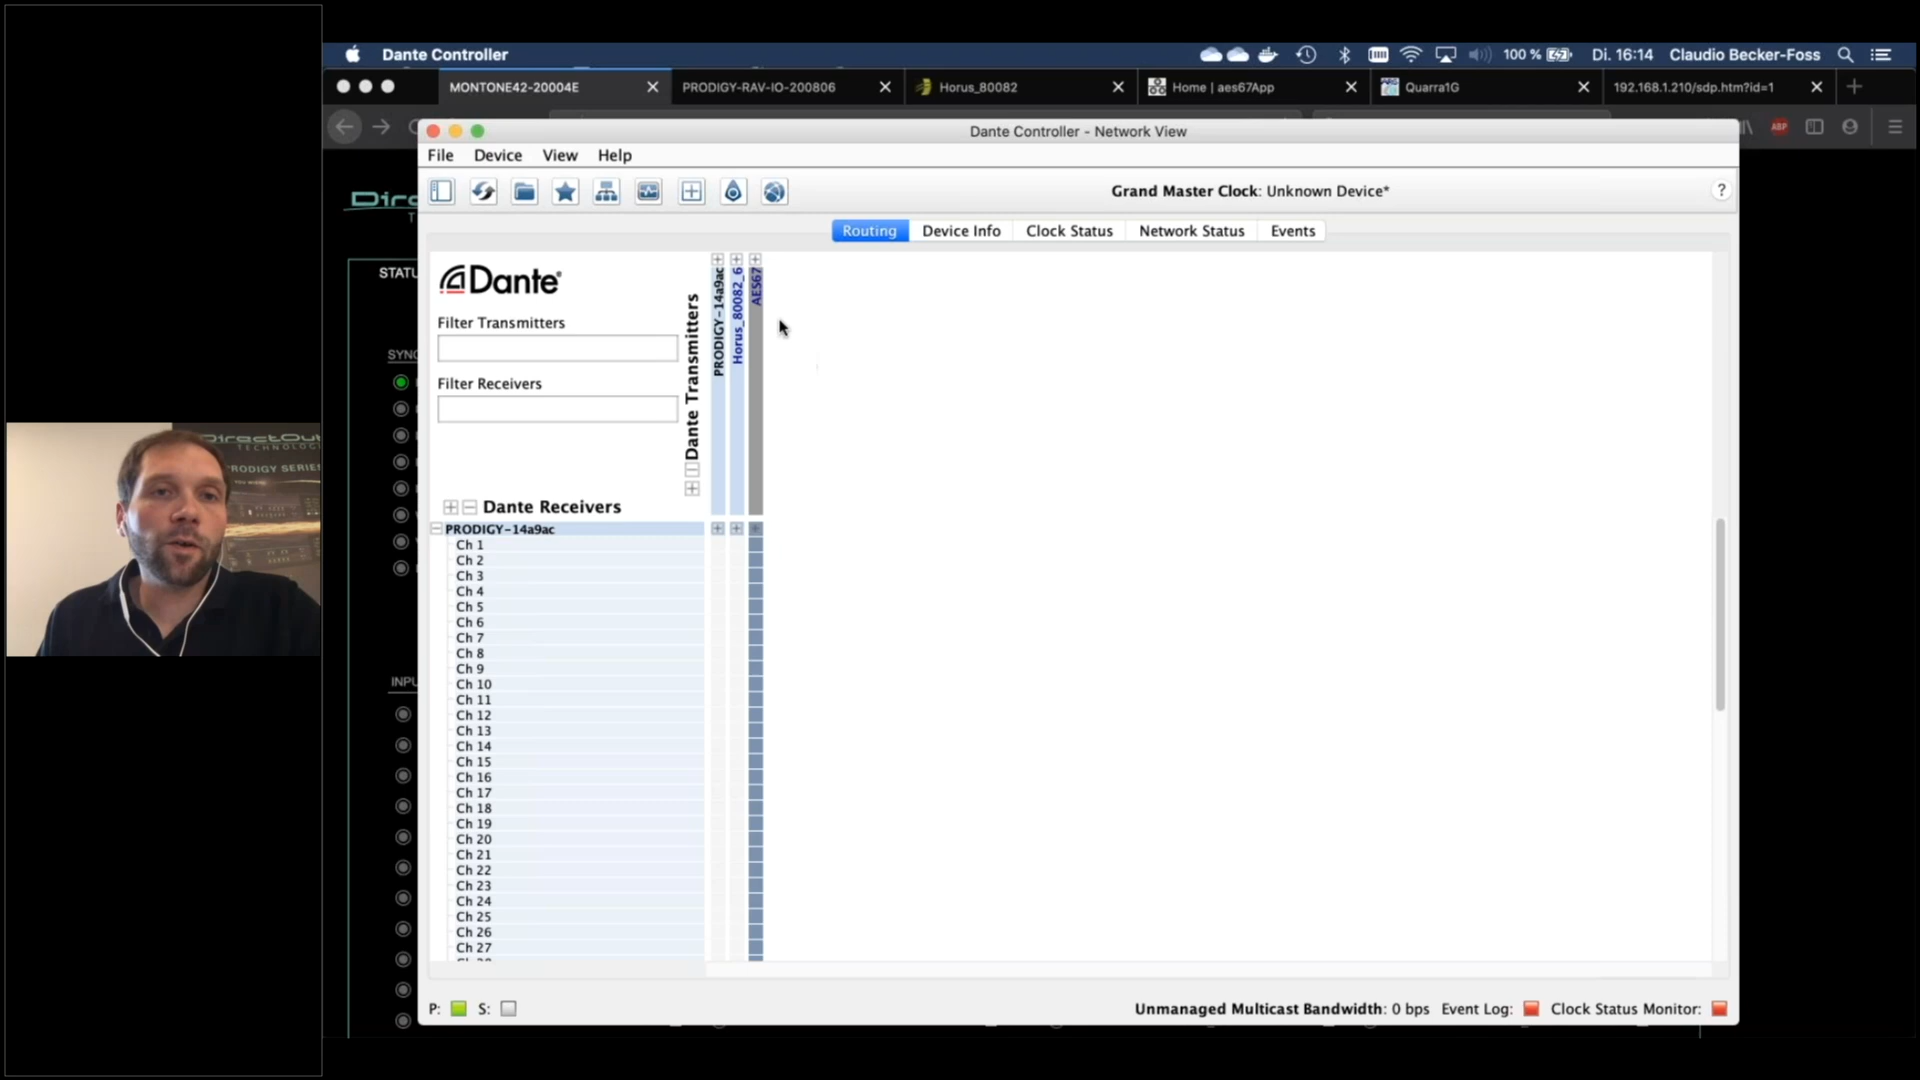 Dante Controller
100 %
Di. 16:14
Claudio Becker-Foss
MONTONE42-20004E
PRODIGY-RAV-IO-200806
Horus_80082
Home | aes67App
Quarra1G
192.168.1.210/sdp.htm?id=1
ABP
Dante Controller - Network View
File
Device
View
Help
Grand Master Clock: Unknown Device*
?
Routing
Device Info
Clock Status
Network Status
Events
Dante
Filter Transmitters
Filter Receivers
Dante Transmitters
PRODIGY-14a9ac
Horus_80082_6
AES67
Dante Receivers
PRODIGY-14a9ac
Ch 1
Ch 2
Ch 3
Ch 4
Ch 5
Ch 6
Ch 7
Ch 8
Ch 9
Ch 10
Ch 11
Ch 12
Ch 13
Ch 14
Ch 15
Ch 16
Ch 17
Ch 18
Ch 19
Ch 20
Ch 21
Ch 22
Ch 23
Ch 24
Ch 25
Ch 26
Ch 27
P:
S:
Unmanaged Multicast Bandwidth: 0 bps
Event Log:
Clock Status Monitor:
Direc
T
STATU
SYNC
INPU
DirectOut
TECHNOLOG
RODIGY SERIES